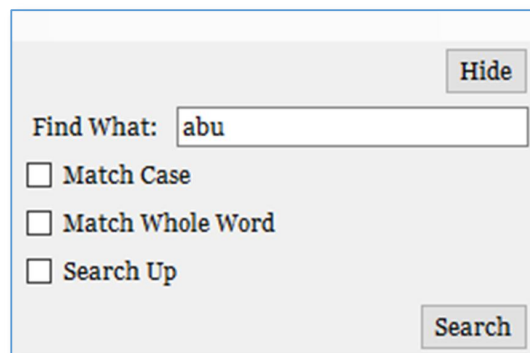 Hide
Find What: abu
Match Case
Match Whole Word
Search Up
Search